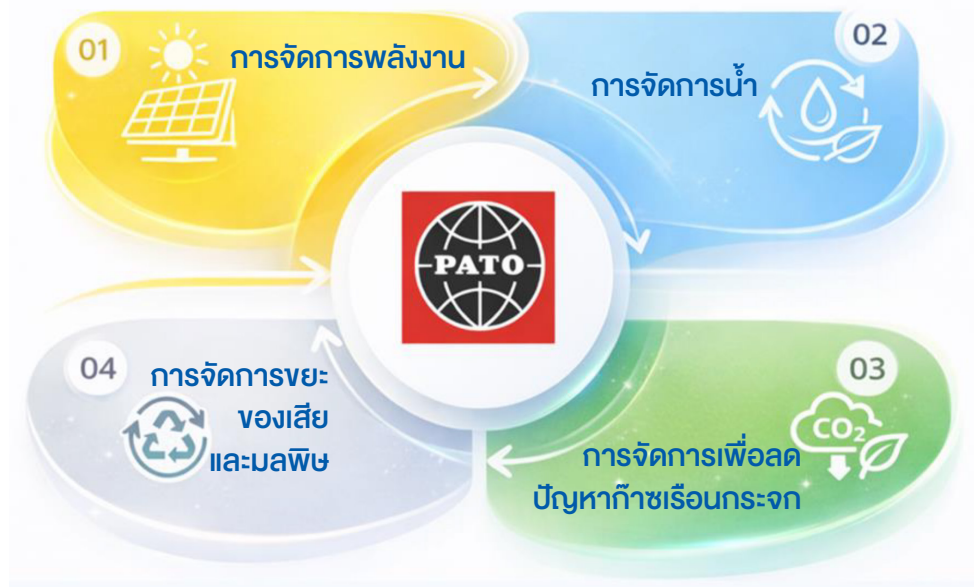 01
การจัดการพลังงาน
02
การจัดการน้ำ
PATO
04
การจัดการขยะ
ของเสีย
และมลพิษ
03
CO₂
การจัดการเพื่อลด
ปัญหาก๊าซเรือนกระจก